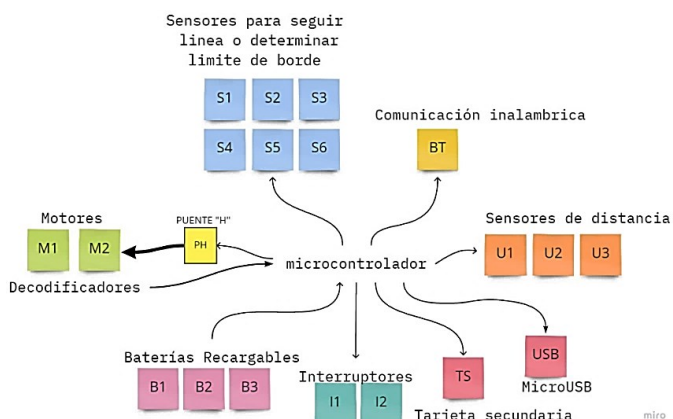 Sensores para seguir
linea o determinar
limite de borde
S1 S2 S3
S4 S5 S6
Comunicación inalambrica
BT
Motores
M1 M2
PUENTE "H"
PH
Decodificadores
microcontrolador
Sensores de distancia
U1 U2 U3
Baterías Recargables
B1 B2 B3
Interruptores
I1 I2
TS
Tarjeta secundaria
USB
MicroUSB
miro